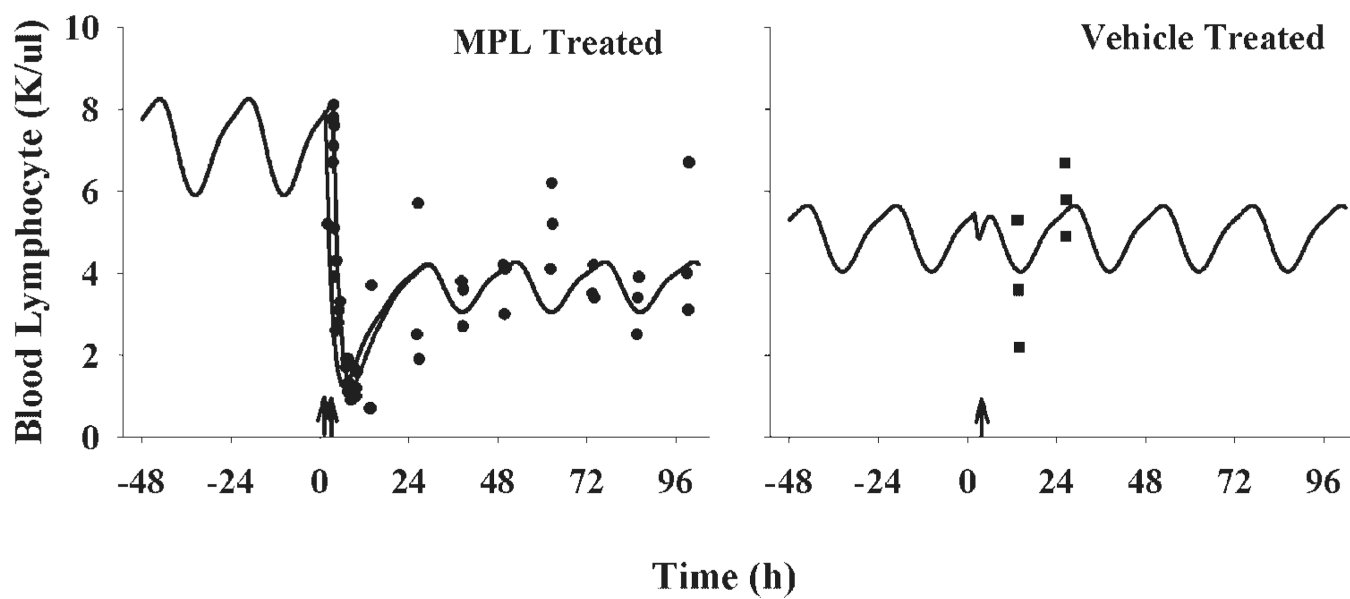 MPL Treated
Vehicle Treated
Blood Lymphocyte (K/ul)
10
8
6
4
2
0
-48 -24 0 24 48 72 96
-48 -24 0 24 48 72 96
Time (h)